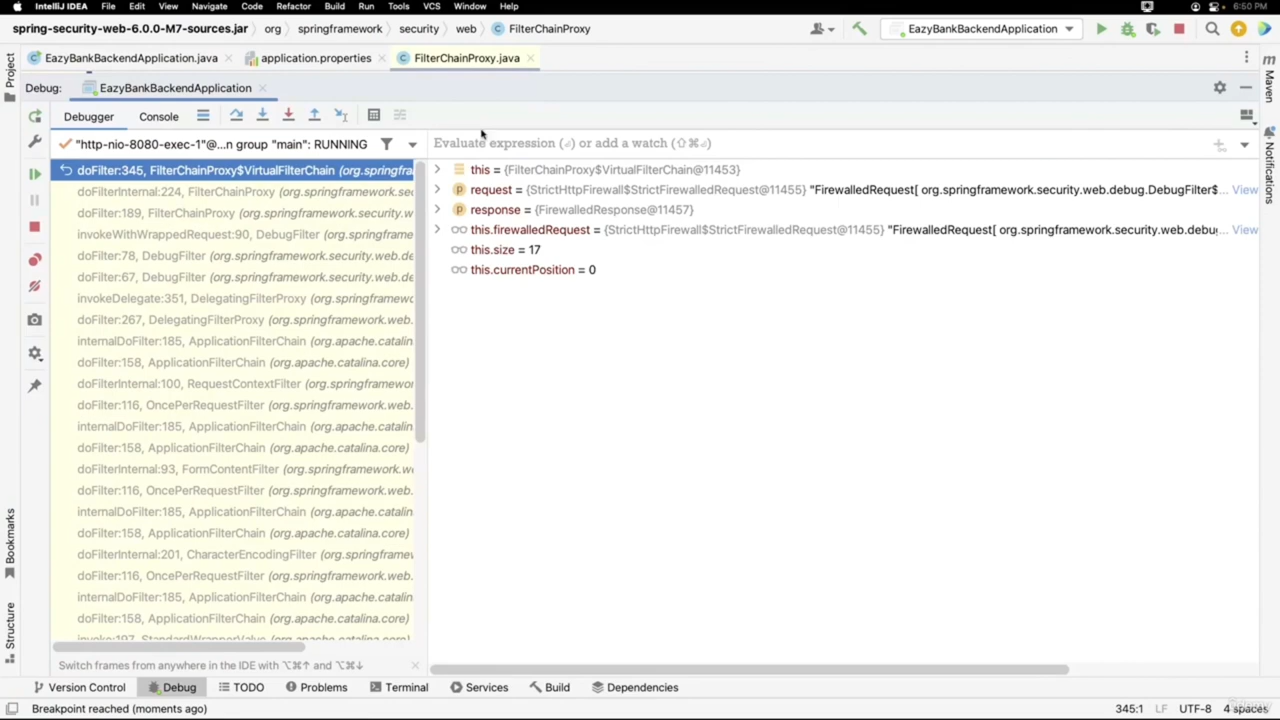 IntelliJ IDEA File Edit View Navigate Code Refactor Build Run Tools VCS Window Help 6:50 PM
spring-security-web-6.0.0-M7-sources.jar org springframework security web FilterChainProxy EazyBankBackendApplication
Project EazyBankBackendApplication.java application.properties FilterChainProxy.java Maven
Debug: EazyBankBackendApplication
Debugger Console
"http-nio-8080-exec-1"@...n group "main": RUNNING Evaluate expression (⏎) or add a watch (⇧⌘⏎)
doFilter:345, FilterChainProxy$VirtualFilterChain (org.springfra
doFilterInternal:224, FilterChainProxy (org.springframework.sec
doFilter:189, FilterChainProxy (org.springframework.security.w
invokeWithWrappedRequest:90, DebugFilter (org.springframewo
doFilter:78, DebugFilter (org.springframework.security.web.de
doFilter:67, DebugFilter (org.springframework.security.web.de
invokeDelegate:351, DelegatingFilterProxy (org.springframewc
doFilter:267, DelegatingFilterProxy (org.springframework.web.
internalDoFilter:185, ApplicationFilterChain (org.apache.catalin
doFilter:158, ApplicationFilterChain (org.apache.catalina.core)
doFilterInternal:100, RequestContextFilter (org.springframewor
doFilter:116, OncePerRequestFilter (org.springframework.web.
internalDoFilter:185, ApplicationFilterChain (org.apache.catalin
doFilter:158, ApplicationFilterChain (org.apache.catalina.core)
doFilterInternal:93, FormContentFilter (org.springframework.we
doFilter:116, OncePerRequestFilter (org.springframework.web.
internalDoFilter:185, ApplicationFilterChain (org.apache.catalin
doFilter:158, ApplicationFilterChain (org.apache.catalina.core)
doFilterInternal:201, CharacterEncodingFilter (org.springframew
doFilter:116, OncePerRequestFilter (org.springframework.web.
internalDoFilter:185, ApplicationFilterChain (org.apache.catalin
doFilter:158, ApplicationFilterChain (org.apache.catalina.core)
invoke:197, StandardWrapperValve (org.apache.catalina.core)
this = {FilterChainProxy$VirtualFilterChain@11453}
request = {StrictHttpFirewall$StrictFirewalledRequest@11455} "FirewalledRequest[ org.springframework.security.web.debug.DebugFilter$... View
response = {FirewalledResponse@11457}
this.firewalledRequest = {StrictHttpFirewall$StrictFirewalledRequest@11455} "FirewalledRequest[ org.springframework.security.web.debug... View
this.size = 17
this.currentPosition = 0
Notifications
Bookmarks
Structure
Switch frames from anywhere in the IDE with ⌥⌘↑ and ⌥⌘↓
Version Control Debug TODO Problems Terminal Services Build Dependencies
Breakpoint reached (moments ago) 345:1 LF UTF-8 4 spaces